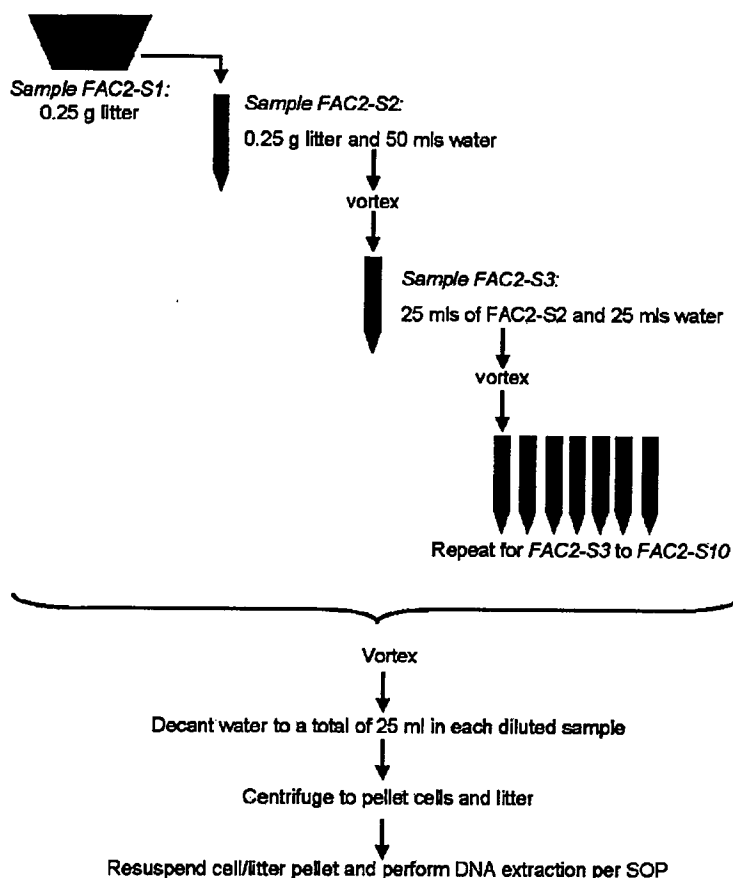 Sample FAC2-S1:
0.25 g litter
Sample FAC2-S2:
0.25 g litter and 50 mls water
vortex
Sample FAC2-S3:
25 mls of FAC2-S2 and 25 mls water
vortex
Repeat for FAC2-S3 to FAC2-S10
Vortex
Decant water to a total of 25 ml in each diluted sample
Centrifuge to pellet cells and litter
Resuspend cell/litter pellet and perform DNA extraction per SOP